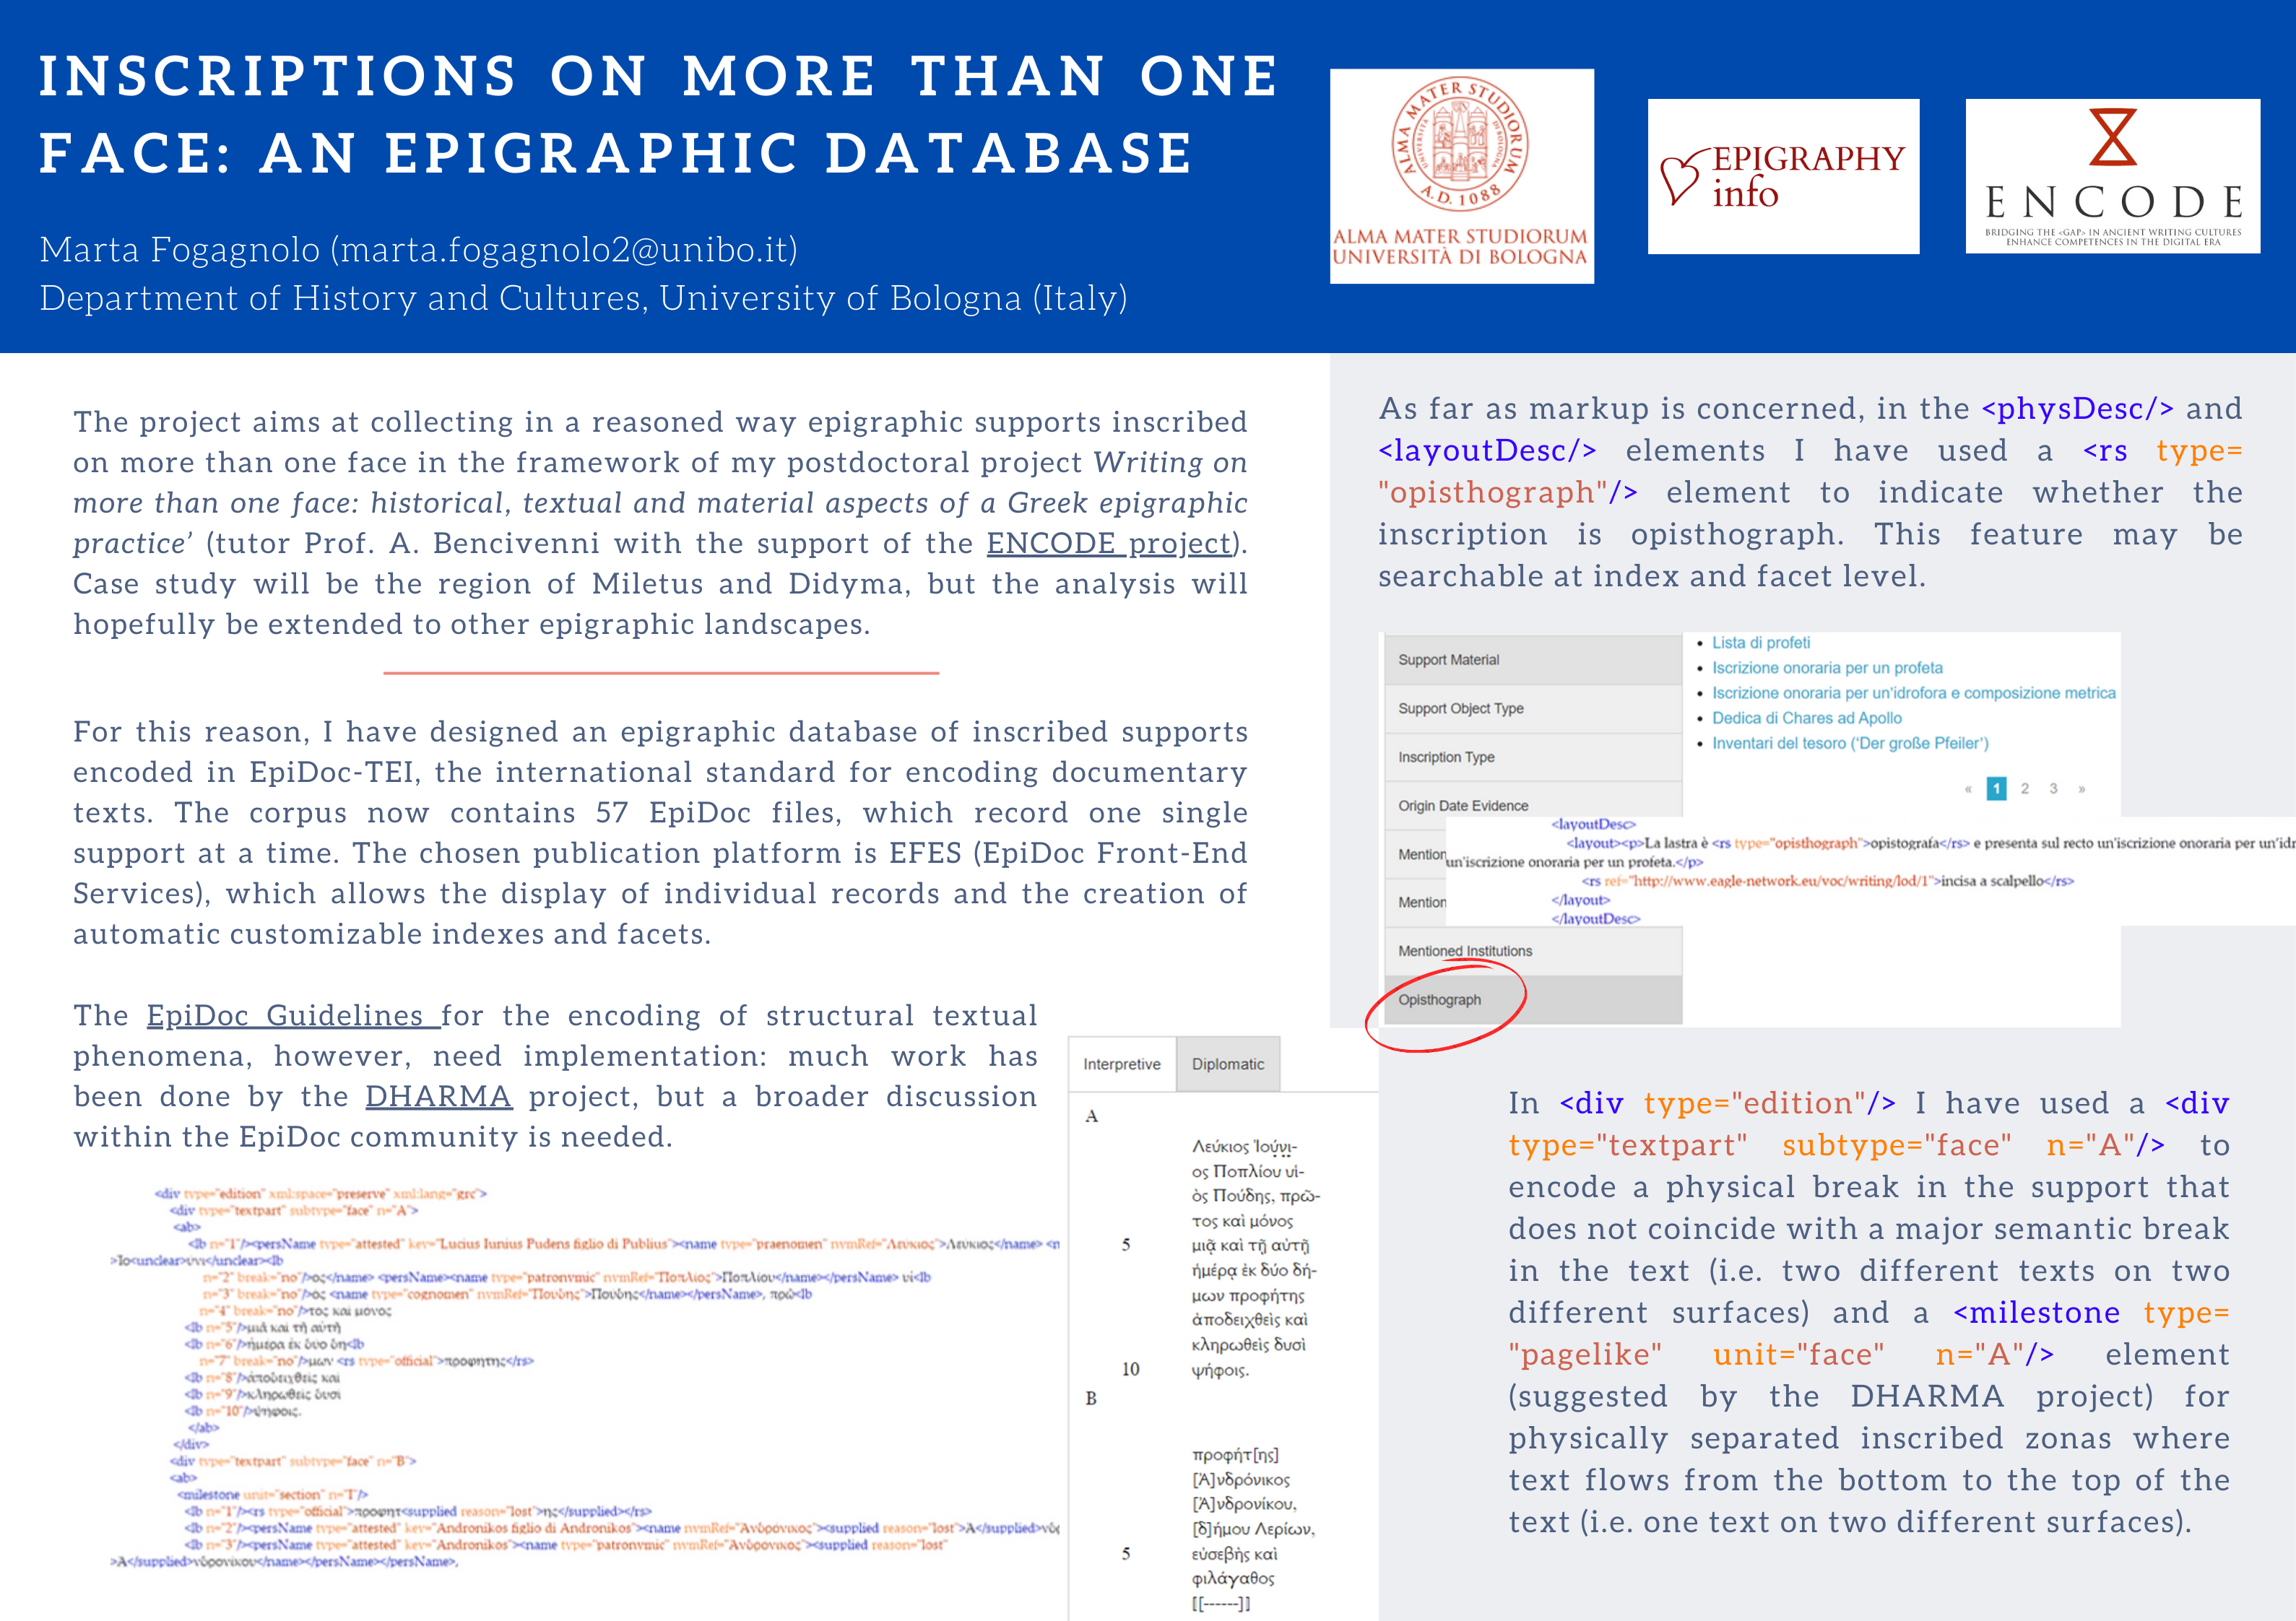 INSCRIPTIONS ON MORE THAN ONE
FACE: AN EPIGRAPHIC DATABASE
Marta Fogagnolo (marta.fogagnolo2@unibo.it)
Department of History and Cultures, University of Bologna (Italy)
ALMA MATER STUDIORUM
A.D. 1088
ALMA MATER STUDIORUM
UNIVERSITÀ DI BOLOGNA
EPIGRAPHY
info
ENCODE
BRIDGING THE <GAP> IN ANCIENT WRITING CULTURES
ENHANCE COMPETENCES IN THE DIGITAL ERA
The project aims at collecting in a reasoned way epigraphic supports inscribed
on more than one face in the framework of my postdoctoral project Writing on
more than one face: historical, textual and material aspects of a Greek epigraphic
practice’ (tutor Prof. A. Bencivenni with the support of the ENCODE project).
Case study will be the region of Miletus and Didyma, but the analysis will
hopefully be extended to other epigraphic landscapes.
For this reason, I have designed an epigraphic database of inscribed supports
encoded in EpiDoc-TEI, the international standard for encoding documentary
texts. The corpus now contains 57 EpiDoc files, which record one single
support at a time. The chosen publication platform is EFES (EpiDoc Front-End
Services), which allows the display of individual records and the creation of
automatic customizable indexes and facets.
The EpiDoc Guidelines for the encoding of structural textual
phenomena, however, need implementation: much work has
been done by the DHARMA project, but a broader discussion
within the EpiDoc community is needed.
<div type="edition" xml:space="preserve" xml:lang="grc">
<div type="textpart" subtype="face" n="A">
<ab>
<lb n="1"/><persName type="attested" key="Lucius Iunius Pudens figlio di Publius"><name type="praenomen" nymRef="Λεύκιος">Λεύκιος</name> <n
>Ἰο<unclear>υνι</unclear><lb
n="2" break="no"/>ος</name> <persName><name type="patronymic" nymRef="Πόπλιος">Ποπλίου</name></persName> υἱ<lb
n="3" break="no"/>ὸς <name type="cognomen" nymRef="Πούδης">Πούδης</name></persName>, πρῶ<lb
n="4" break="no"/>τος καὶ μόνος
<lb n="5"/>μιᾷ καὶ τῇ αὐτῇ
<lb n="6"/>ἡμέρᾳ ἐκ δύο δή<lb
n="7" break="no"/>μων <rs type="official">προφήτης</rs>
<lb n="8"/>ἀποδειχθεὶς καὶ
<lb n="9"/>κληρωθεὶς δυσὶ
<lb n="10"/>ψήφοις.
</ab>
</div>
<div type="textpart" subtype="face" n="B">
<ab>
<milestone unit="section" n="I"/>
<lb n="1"/><rs type="official">προφήτ<supplied reason="lost">ης</supplied></rs>
<lb n="2"/><persName type="attested" key="Andronikos figlio di Andronikos"><name nymRef="Ἀνδρόνικος"><supplied reason="lost">Ἀ</supplied>νδρ
<lb n="3"/><persName type="attested" key="Andronikos"><name type="patronymic" nymRef="Ἀνδρόνικος"><supplied reason="lost"
>Ἀ</supplied>νδρονίκου</name></persName></persName>,
Interpretive Diplomatic
A
Λεύκιος Ἰούνι-
ος Ποπλίου υἱ-
ὸς Πούδης, πρῶ-
τος καὶ μόνος
5 μιᾷ καὶ τῇ αὐτῇ
ἡμέρᾳ ἐκ δύο δή-
μων προφήτης
ἀποδειχθεὶς καὶ
κληρωθεὶς δυσὶ
10 ψήφοις.
B
προφήτ[ης]
[Ἀ]νδρόνικος
[Ἀ]νδρονίκου,
[δ]ήμου Λερίων,
5 εὐσεβὴς καὶ
φιλάγαθος
[[------]]
As far as markup is concerned, in the <physDesc/> and
<layoutDesc/> elements I have used a <rs type=
"opisthograph"/> element to indicate whether the
inscription is opisthograph. This feature may be
searchable at index and facet level.
Support Material
Support Object Type
Inscription Type
Origin Date Evidence
Mention
Mention
Mentioned Institutions
Opisthograph
• Lista di profeti
• Iscrizione onoraria per un profeta
• Iscrizione onoraria per un'idrofora e composizione metrica
• Dedica di Chares ad Apollo
• Inventari del tesoro (‘Der große Pfeiler’)
« 1 2 3 »
<layoutDesc>
<layout><p>La lastra è <rs type="opisthograph">opistografa</rs> e presenta sul recto un'iscrizione onoraria per un'idr
un'iscrizione onoraria per un profeta.</p>
<rs ref="http://www.eagle-network.eu/voc/writing/lod/1">incisa a scalpello</rs>
</layout>
</layoutDesc>
In <div type="edition"/> I have used a <div
type="textpart" subtype="face" n="A"/> to
encode a physical break in the support that
does not coincide with a major semantic break
in the text (i.e. two different texts on two
different surfaces) and a <milestone type=
"pagelike" unit="face" n="A"/> element
(suggested by the DHARMA project) for
physically separated inscribed zonas where
text flows from the bottom to the top of the
text (i.e. one text on two different surfaces).